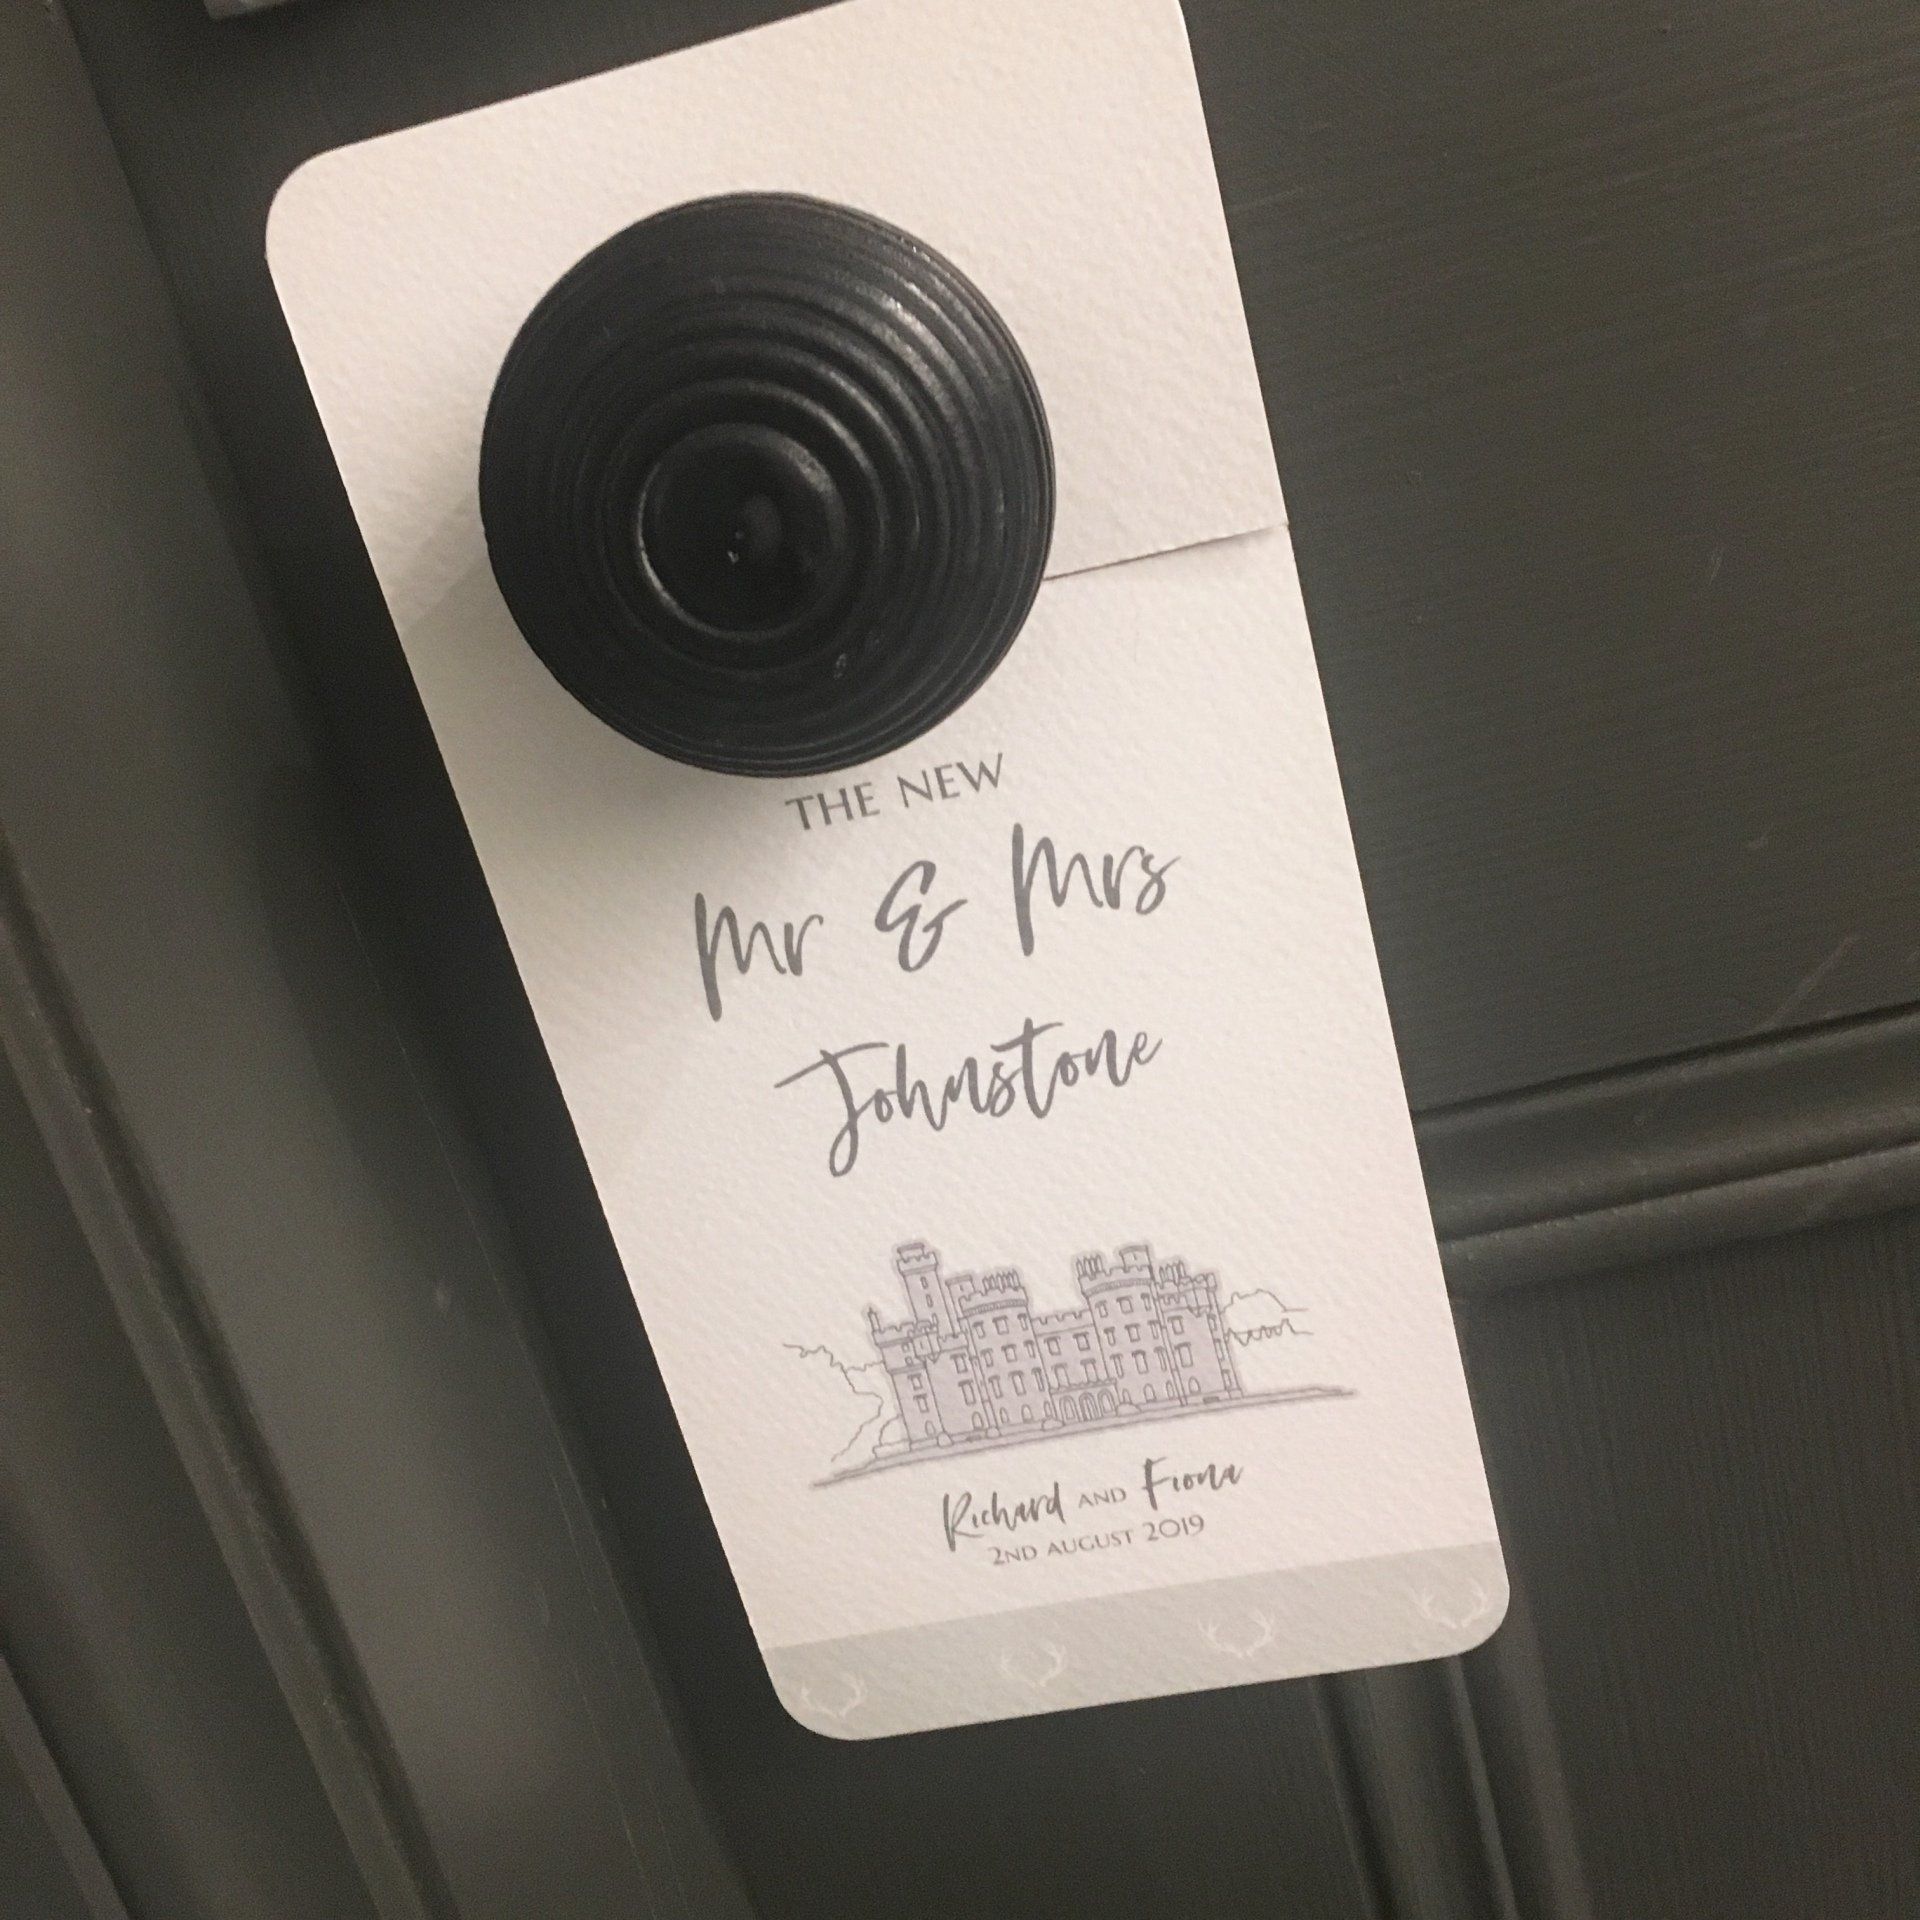 THE NEW
Mr & Mrs
Johnstone
Richard AND Fiona
2ND AUGUST 2019